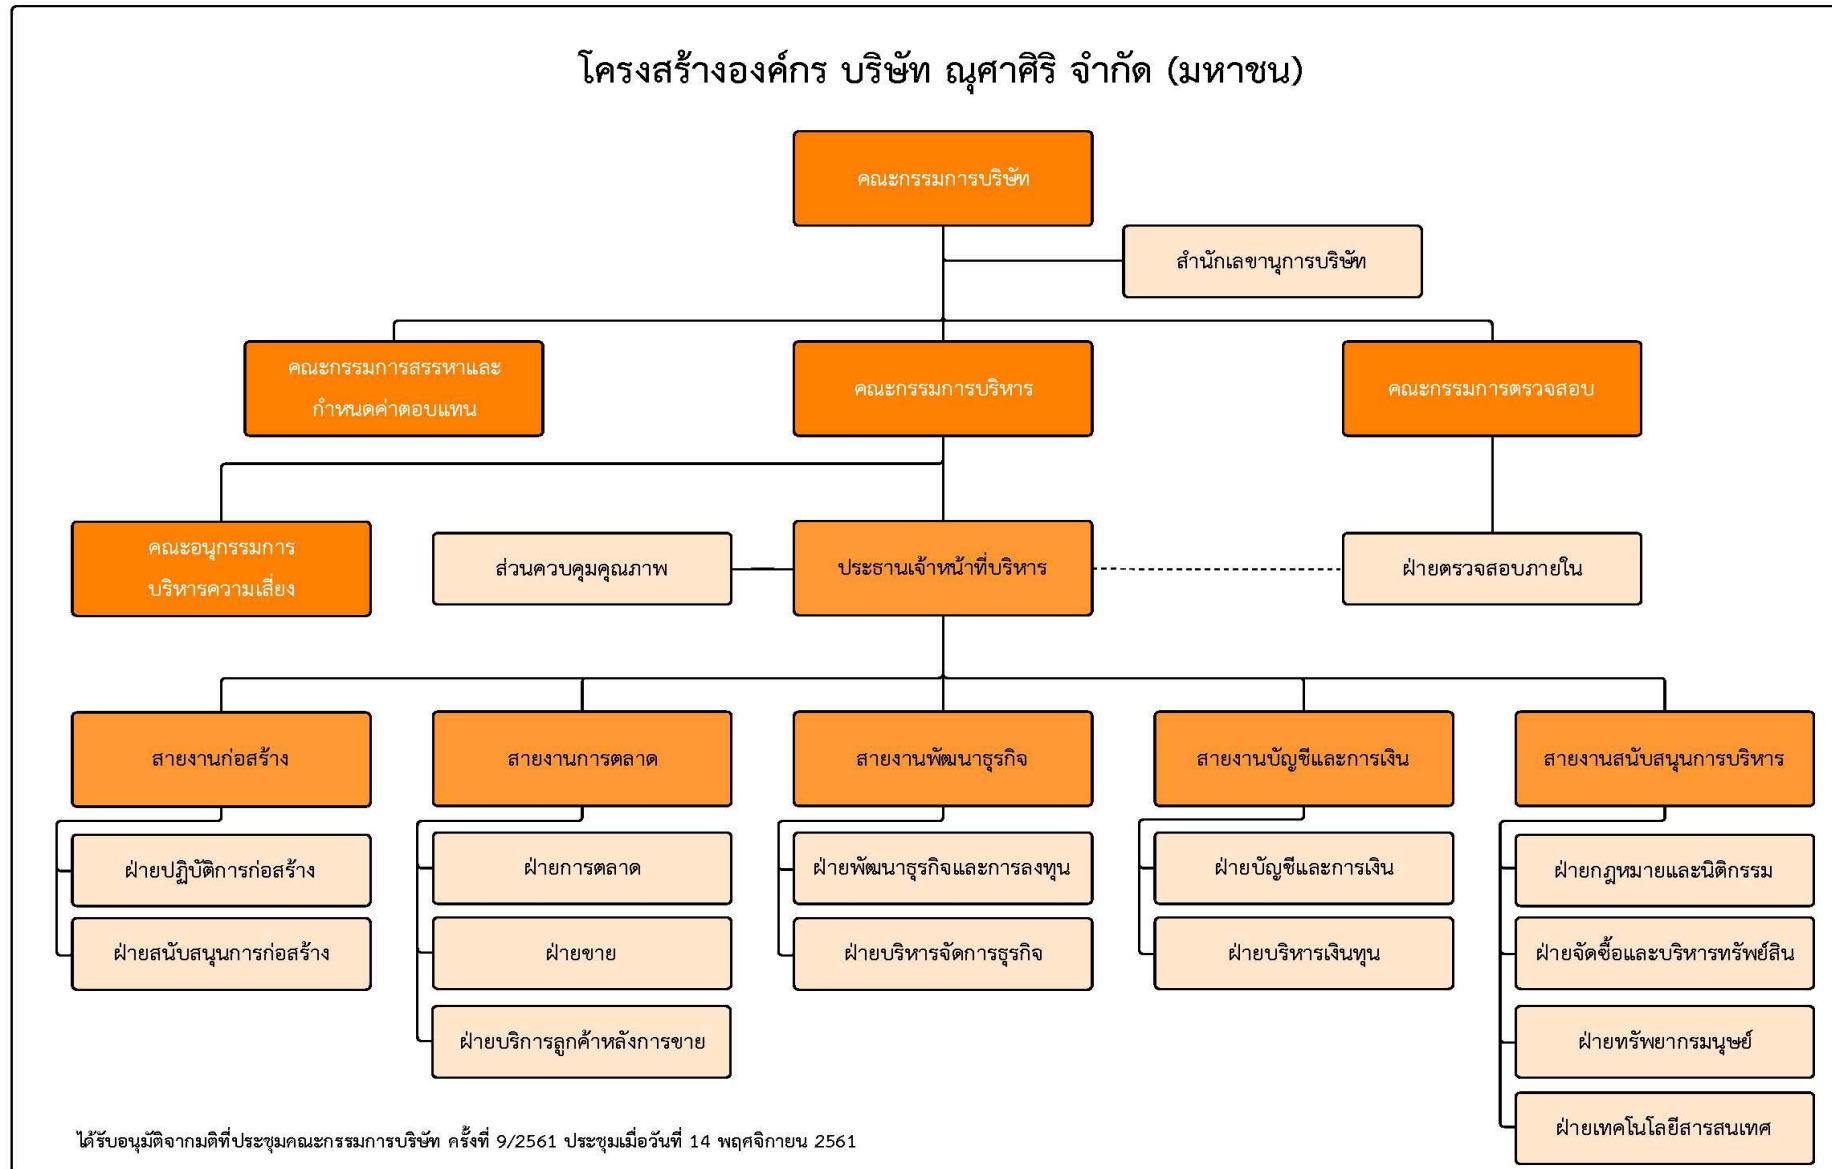 โครงสร้างองค์กร บริษัท ณุศาศิริ จำกัด (มหาชน)
คณะกรรมการบริษัท
สำนักเลขานุการบริษัท
คณะกรรมการสรรหาและ
กำหนดค่าตอบแทน
คณะกรรมการบริหาร
คณะกรรมการตรวจสอบ
คณะอนุกรรมการ
บริหารความเสี่ยง
ส่วนควบคุมคุณภาพ
ประธานเจ้าหน้าที่บริหาร
ฝ่ายตรวจสอบภายใน
สายงานก่อสร้าง
สายงานการตลาด
สายงานพัฒนาธุรกิจ
สายงานบัญชีและการเงิน
สายงานสนับสนุนการบริหาร
ฝ่ายปฏิบัติการก่อสร้าง
ฝ่ายการตลาด
ฝ่ายพัฒนาธุรกิจและการลงทุน
ฝ่ายบัญชีและการเงิน
ฝ่ายกฎหมายและนิติกรรม
ฝ่ายสนับสนุนการก่อสร้าง
ฝ่ายขาย
ฝ่ายบริหารจัดการธุรกิจ
ฝ่ายบริหารเงินทุน
ฝ่ายจัดซื้อและบริหารทรัพย์สิน
ฝ่ายบริการลูกค้าหลังการขาย
ฝ่ายทรัพยากรมนุษย์
ฝ่ายเทคโนโลยีสารสนเทศ
ได้รับอนุมัติจากมติที่ประชุมคณะกรรมการบริษัท ครั้งที่ 9/2561 ประชุมเมื่อวันที่ 14 พฤศจิกายน 2561